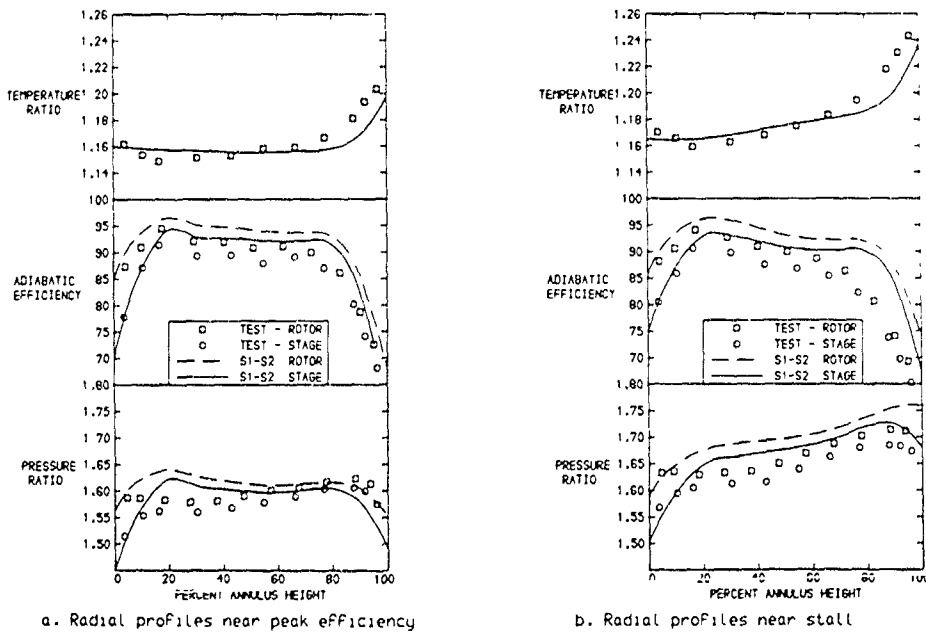 1.26
1.24
1.22
TEMPERATURE
RATIO
1.20
1.18
1.16
1.14
100
95
90
ADIABATIC
EFFICIENCY
85
80
75
70
□ TEST - ROTOR
○ TEST - STAGE
– – S1-S2 ROTOR
— S1-S2 STAGE
1.80
1.75
1.70
PRESSURE
RATIO
1.65
1.60
1.55
1.50
0 20 40 60 80 100
PERCENT ANNULUS HEIGHT
a. Radial profiles near peak efficiency
1.26
1.24
1.22
TEMPERATURE
RATIO
1.20
1.18
1.16
1.14
100
95
90
ADIABATIC
EFFICIENCY
85
80
75
70
□ TEST - ROTOR
○ TEST - STAGE
– – S1-S2 ROTOR
— S1-S2 STAGE
1.80
1.75
1.70
PRESSURE
RATIO
1.65
1.60
1.55
1.50
0 20 40 60 80 100
PERCENT ANNULUS HEIGHT
b. Radial profiles near stall